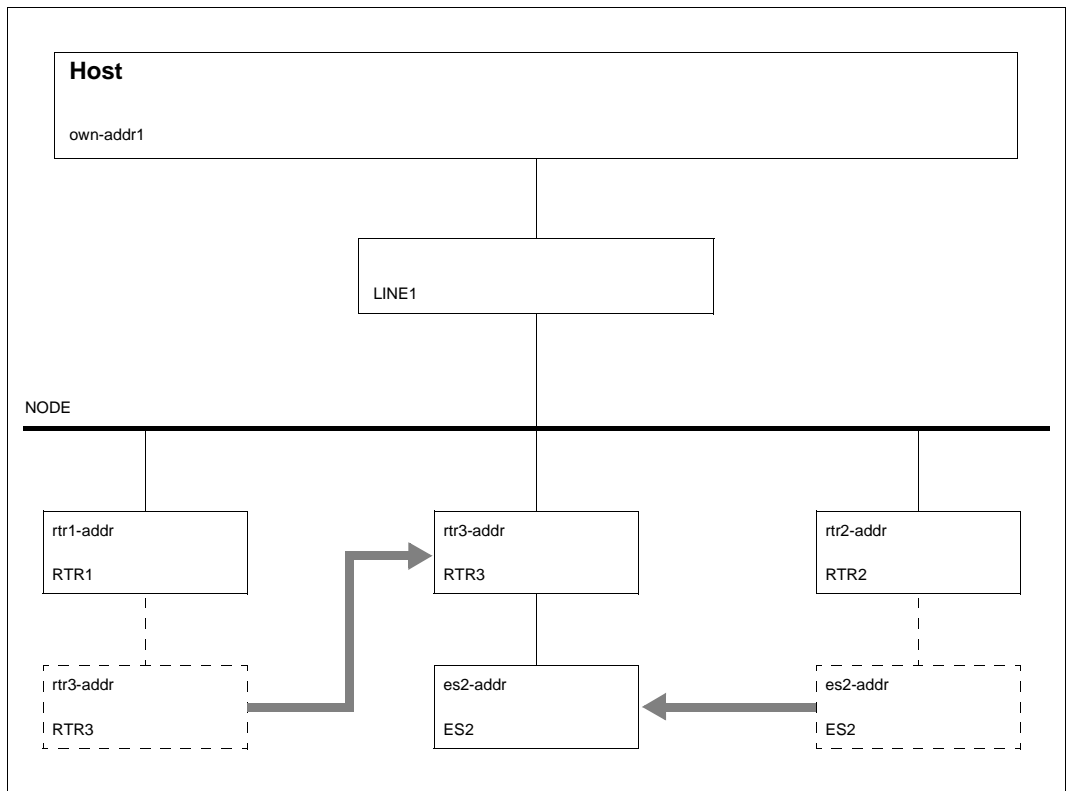 Host
own-addr1
LINE1
NODE
rtr1-addr
RTR1
rtr3-addr
RTR3
rtr2-addr
RTR2
rtr3-addr
RTR3
es2-addr
ES2
es2-addr
ES2